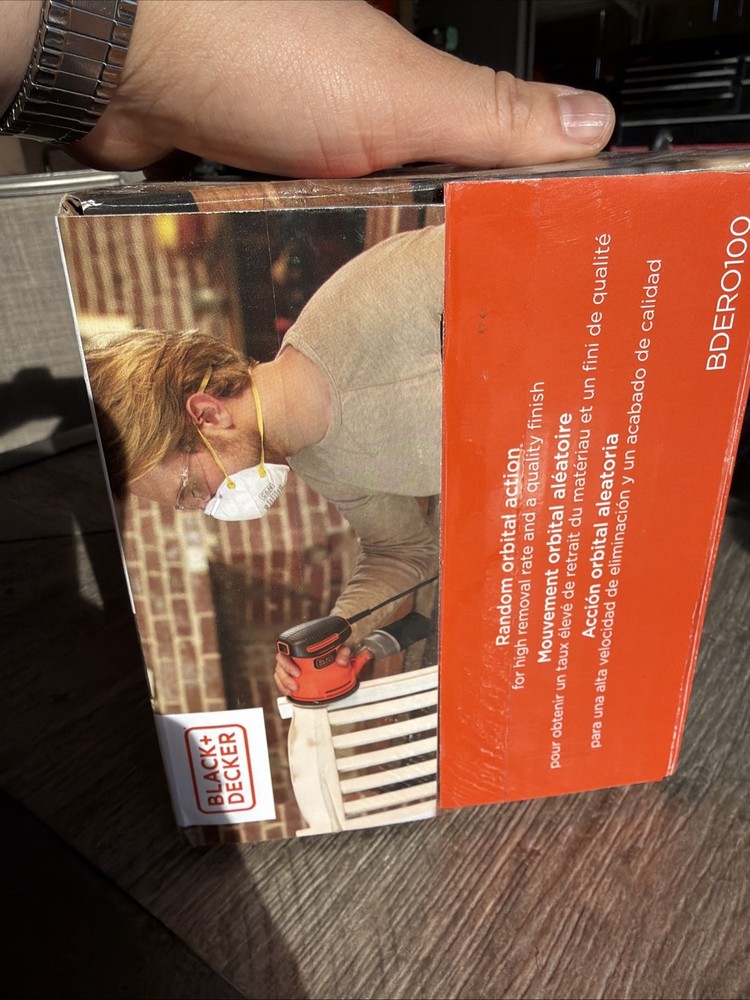 BLACK+
DECKER
Random orbital action
for high removal rate and a quality finish
Mouvement orbital aléatoire
pour obtenir un taux élevé de retrait du matériau et un fini de qualité
Acción orbital aleatoria
para una alta velocidad de eliminación y un acabado de calidad
BDERO100